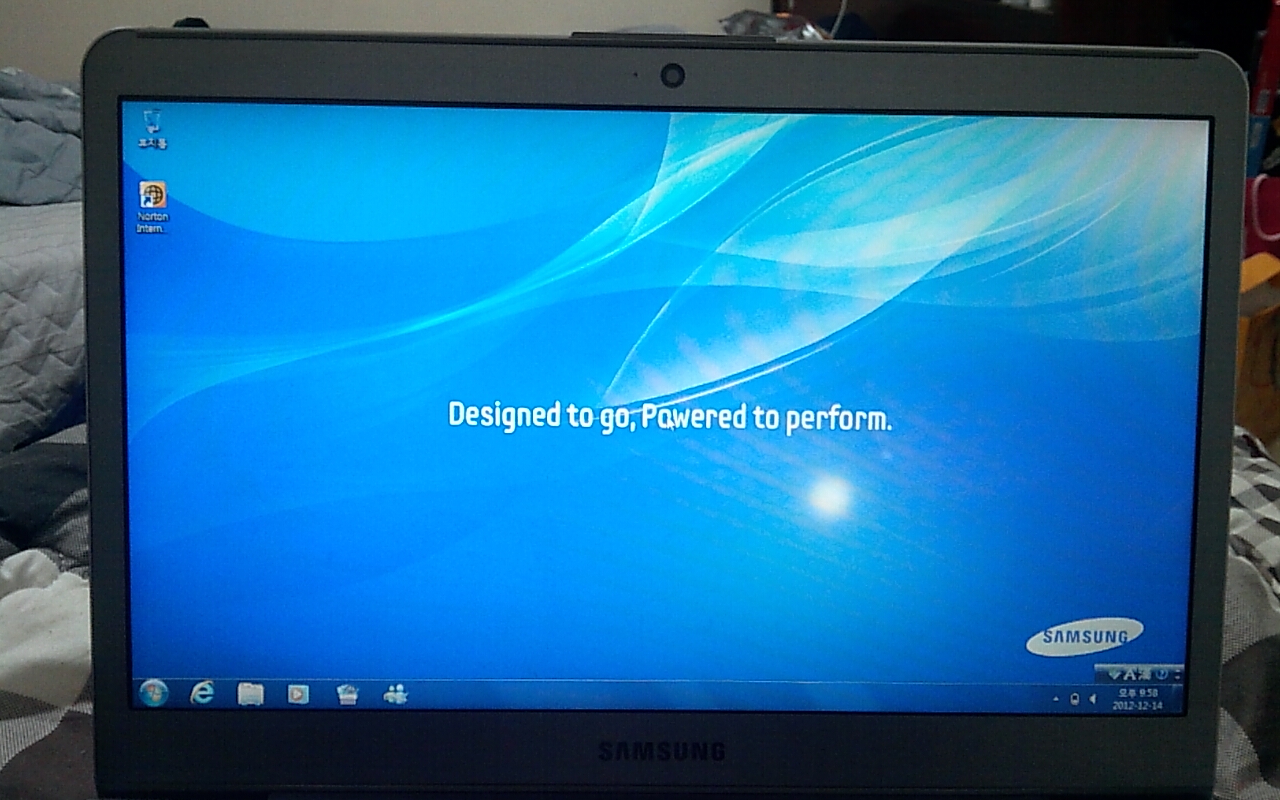 휴지통
Norton
Intern...
Designed to go, Powered to perform.
SAMSUNG
A 漢 ?
오후 9:58
2012-12-14
SAMSUNG